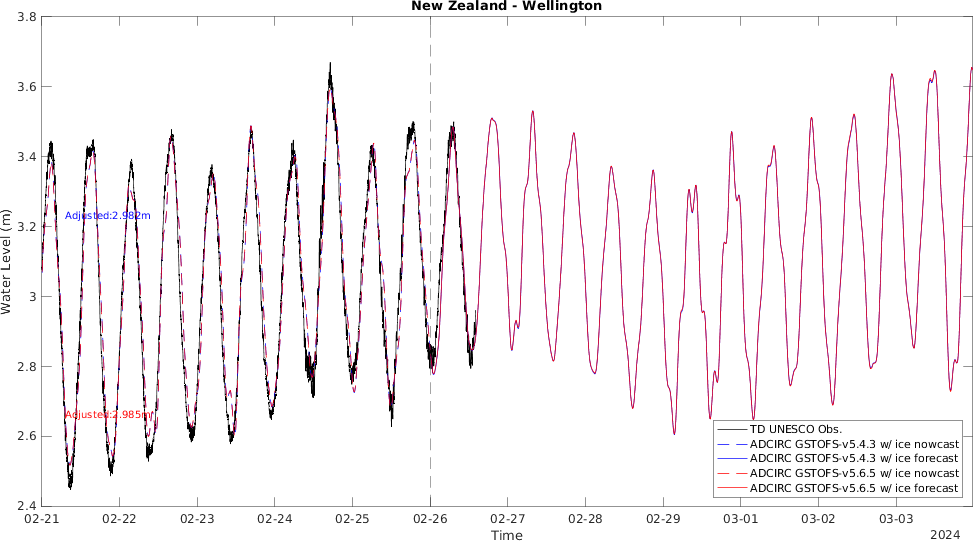 New Zealand - Wellington
3.8
3.6
3.4
3.2
3
2.8
2.6
2.4
Water Level (m)
Adjusted:2.982m
Adjusted:2.985m
TD UNESCO Obs.
ADCIRC GSTOFS-v5.4.3 w/ ice nowcast
ADCIRC GSTOFS-v5.4.3 w/ ice forecast
ADCIRC GSTOFS-v5.6.5 w/ ice nowcast
ADCIRC GSTOFS-v5.6.5 w/ ice forecast
02-21 02-22 02-23 02-24 02-25 02-26 02-27 02-28 02-29 03-01 03-02 03-03
Time
2024